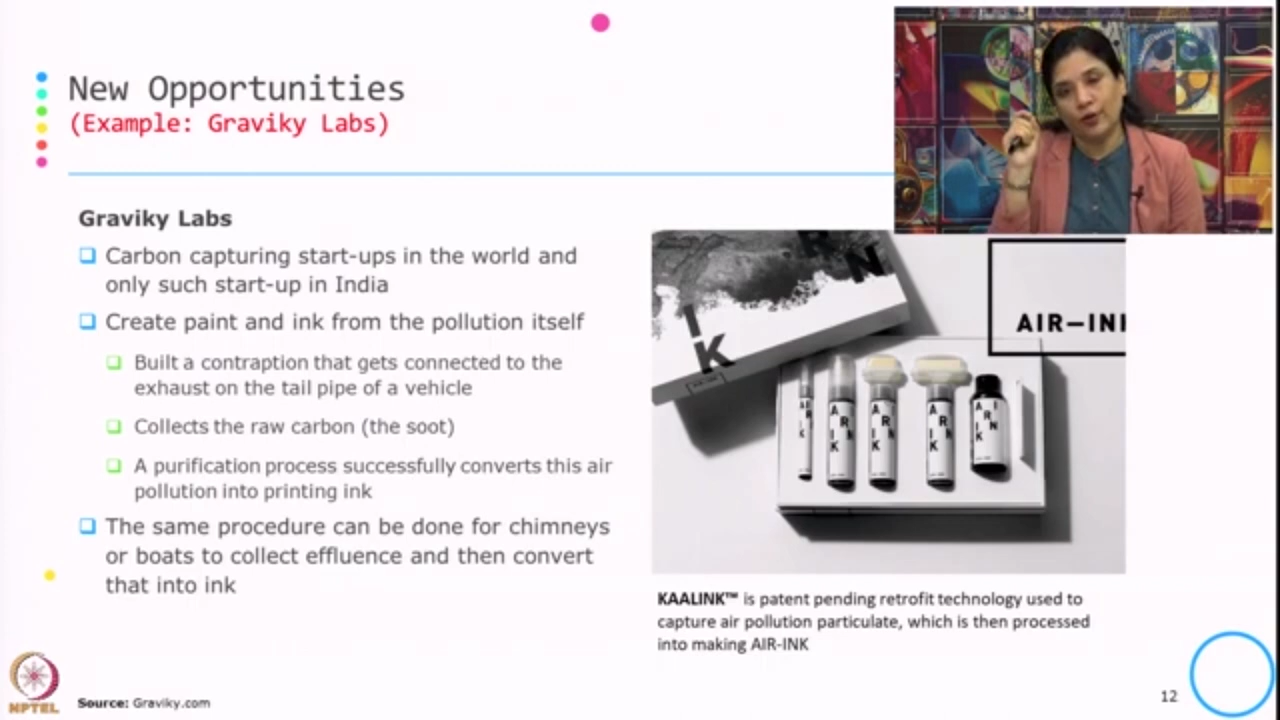 New Opportunities
(Example: Graviky Labs)
Graviky Labs
Carbon capturing start-ups in the world and
only such start-up in India
Create paint and ink from the pollution itself
Built a contraption that gets connected to the
exhaust on the tail pipe of a vehicle
Collects the raw carbon (the soot)
A purification process successfully converts this air
pollution into printing ink
The same procedure can be done for chimneys
or boats to collect effluence and then convert
that into ink
AIR-INK
KAALINK™ is patent pending retrofit technology used to
capture air pollution particulate, which is then processed
into making AIR-INK
NPTEL
Source: Graviky.com
12